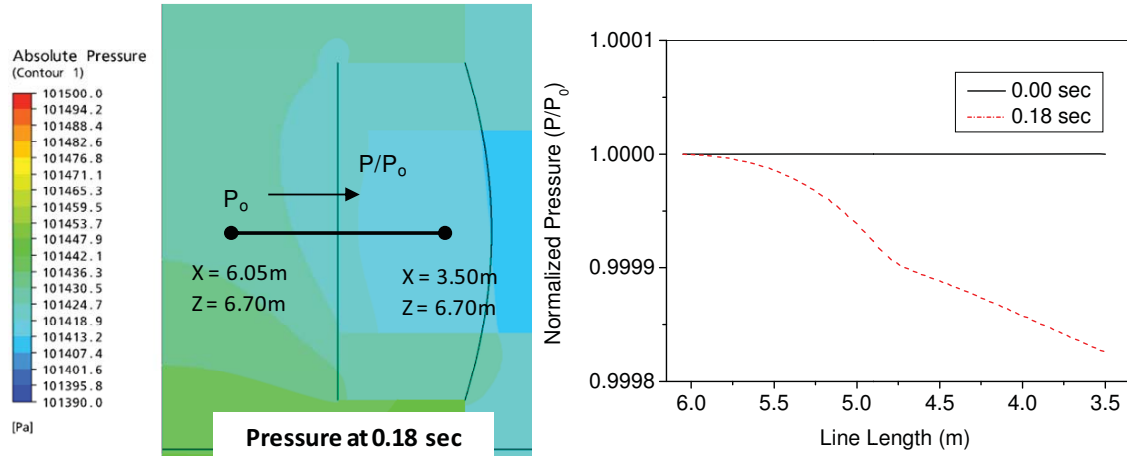 Absolute Pressure
(Contour 1)
101500.0
101494.2
101488.4
101482.6
101476.8
101471.1
101465.3
101459.5
101453.7
101447.9
101442.1
101436.3
101430.5
101424.7
101418.9
101413.2
101407.4
101401.6
101395.8
101390.0
[Pa]
P/Po
Po
X = 6.05m
Z = 6.70m
X = 3.50m
Z = 6.70m
Pressure at 0.18 sec
Normalized Pressure (P/P0)
1.0001
1.0000
0.9999
0.9998
0.00 sec
0.18 sec
6.0 5.5 5.0 4.5 4.0 3.5
Line Length (m)